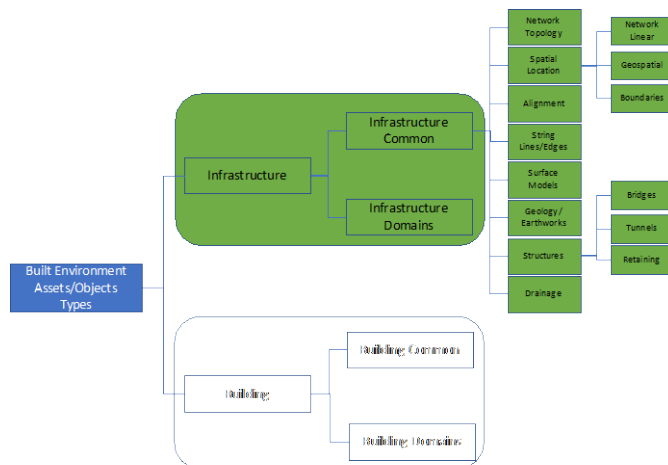 Network
Topology
Network
Linear
Spatial
Location
Geospatial
Alignment
Boundaries
Infrastructure
Common
String
Lines/Edges
Infrastructure
Surface
Models
Infrastructure
Domains
Geology /
Earthworks
Bridges
Structures
Tunnels
Retaining
Drainage
Built Environment
Assets/Objects
Types
Building Common
Building
Building Domains